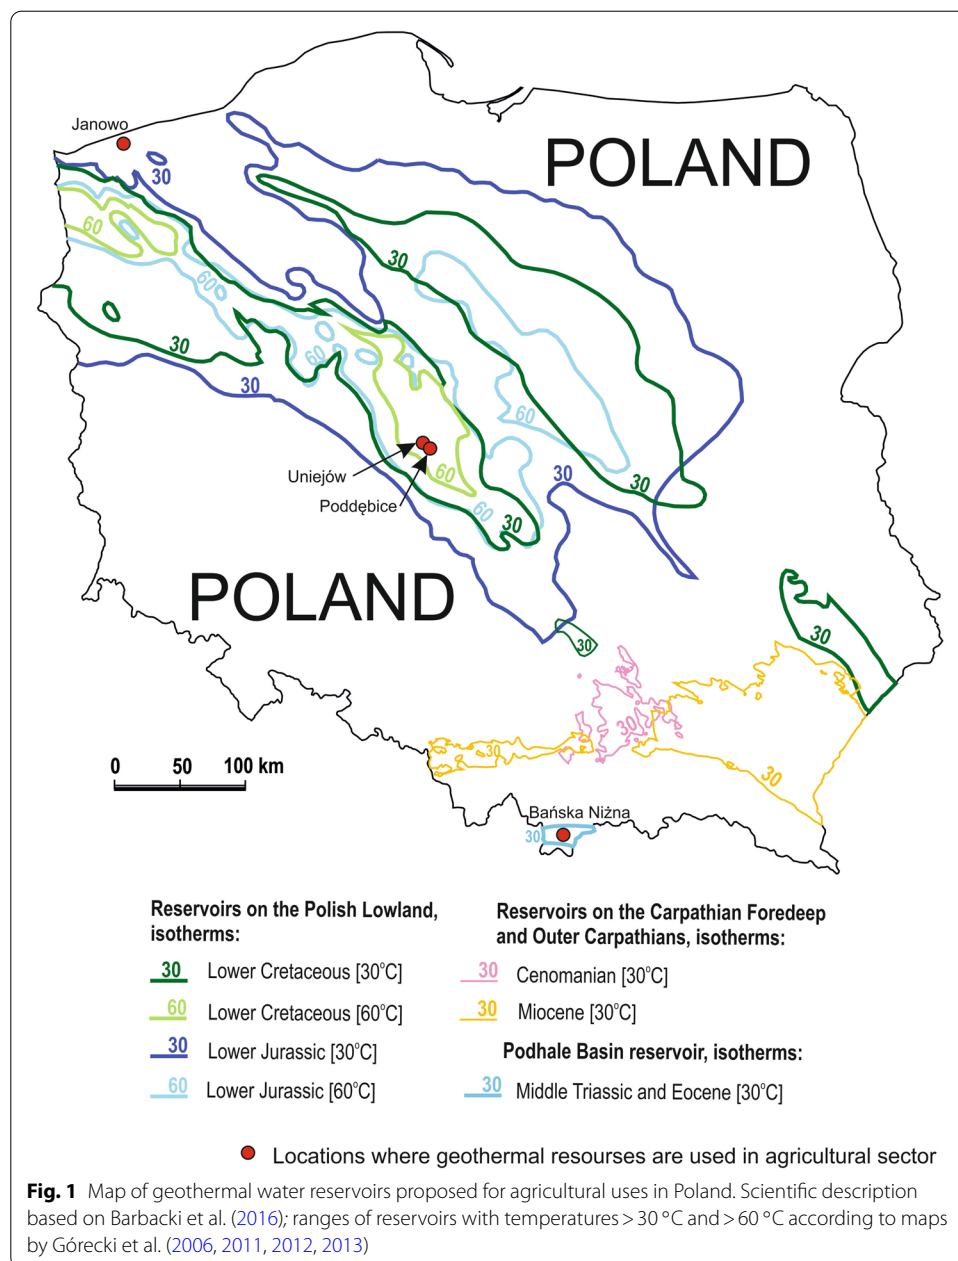 Janowo
POLAND
30
60
30
60
30
60
30
60
Uniejów
Poddębice
60
60
30
30
30
POLAND
30
30
30
30
30
0 50 100 km
Bańska Niżna
30
Reservoirs on the Polish Lowland,
isotherms:
30 Lower Cretaceous [30°C]
60 Lower Cretaceous [60°C]
30 Lower Jurassic [30°C]
60 Lower Jurassic [60°C]
Reservoirs on the Carpathian Foredeep
and Outer Carpathians, isotherms:
30 Cenomanian [30°C]
30 Miocene [30°C]
Podhale Basin reservoir, isotherms:
30 Middle Triassic and Eocene [30°C]
Locations where geothermal resourses are used in agricultural sector
Fig. 1 Map of geothermal water reservoirs proposed for agricultural uses in Poland. Scientific description
based on Barbacki et al. (2016); ranges of reservoirs with temperatures > 30 °C and > 60 °C according to maps
by Górecki et al. (2006, 2011, 2012, 2013)